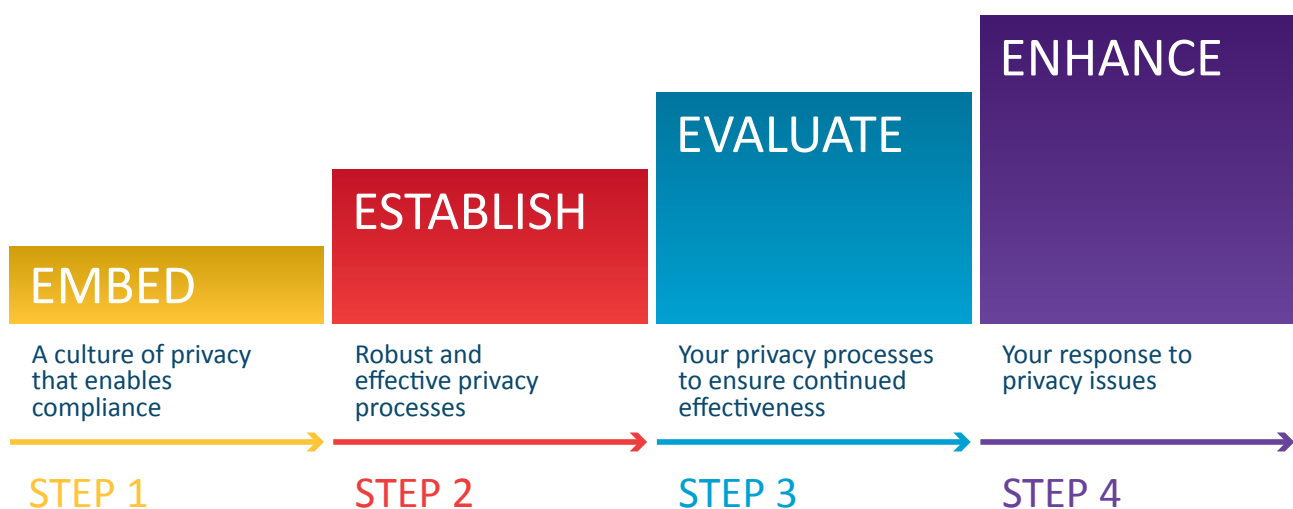 EMBED
A culture of privacy
that enables
compliance
STEP 1
ESTABLISH
Robust and
effective privacy
processes
STEP 2
EVALUATE
Your privacy processes
to ensure continued
effectiveness
STEP 3
ENHANCE
Your response to
privacy issues
STEP 4